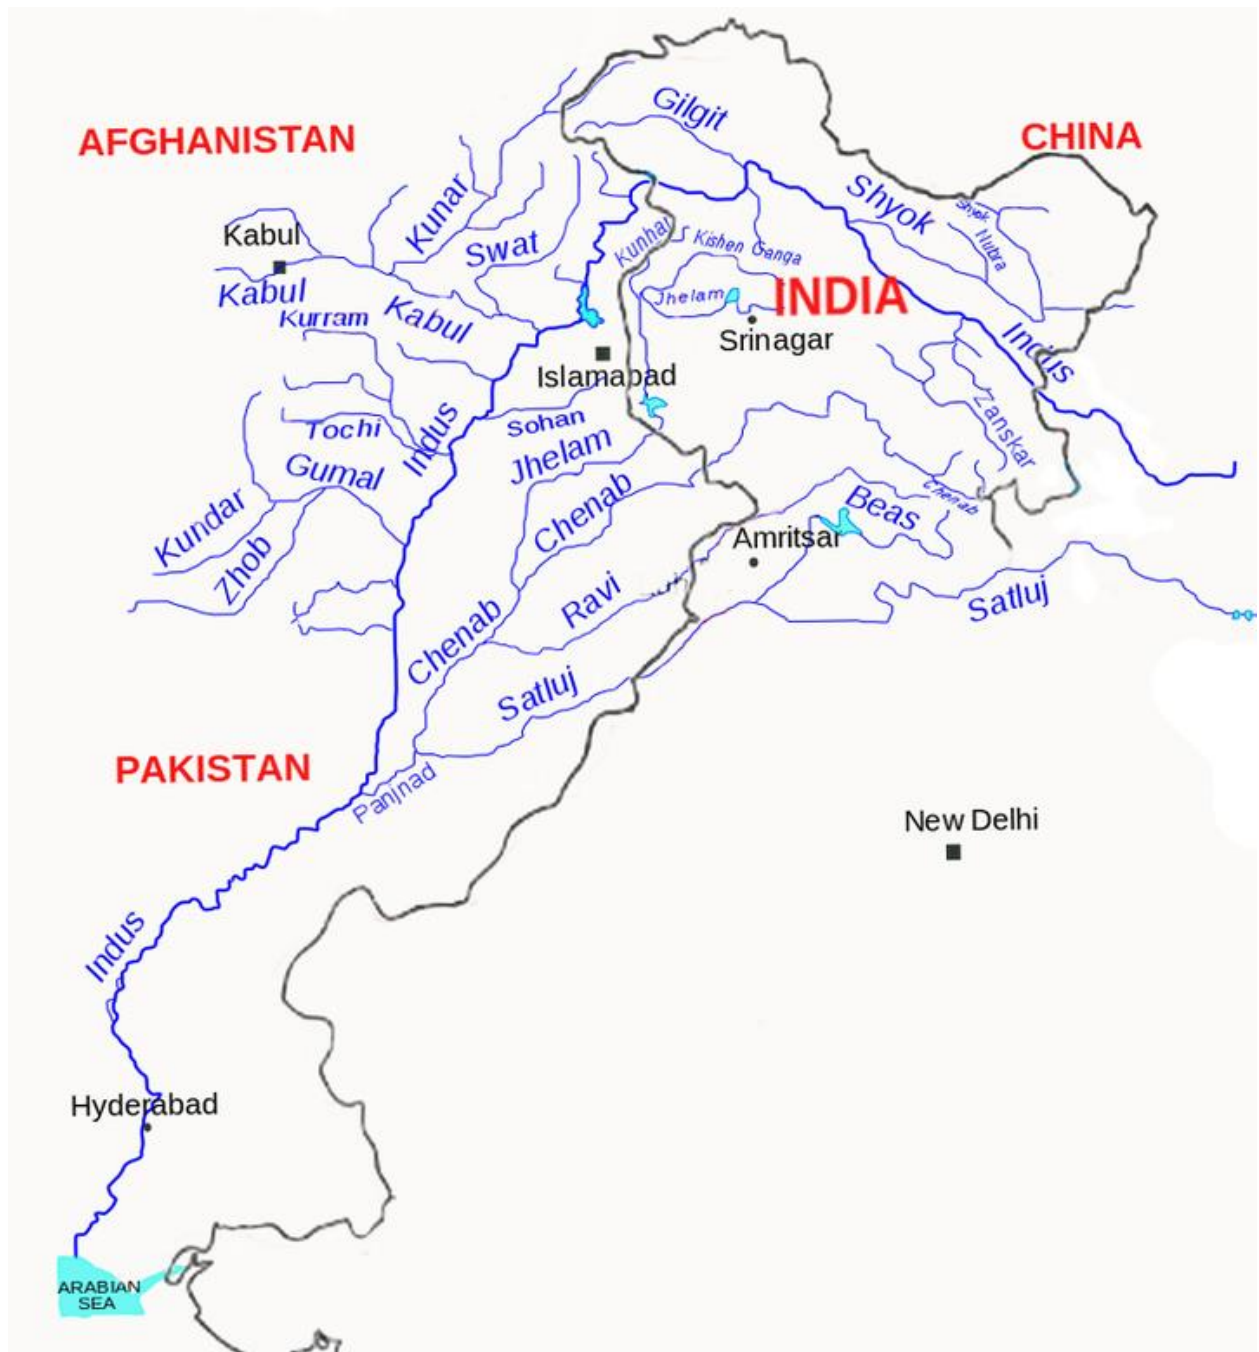 AFGHANISTAN
CHINA
Gilgit
Shyok
Shyok
Nubra
Kunar
Swat
Kunhar
Kishen Ganga
Kabul
Kabul
Kabul
Kurram
Jhelam
INDIA
Srinagar
Indus
Islamabad
Zanskar
Tochi
Indus
Sohan
Jhelam
Gumal
Chenab
Chenab
Kundar
Zhob
Beas
Amritsar
Ravi
Satluj
Chenab
Satluj
PAKISTAN
Panjnad
New Delhi
Indus
Hyderabad
ARABIAN
SEA